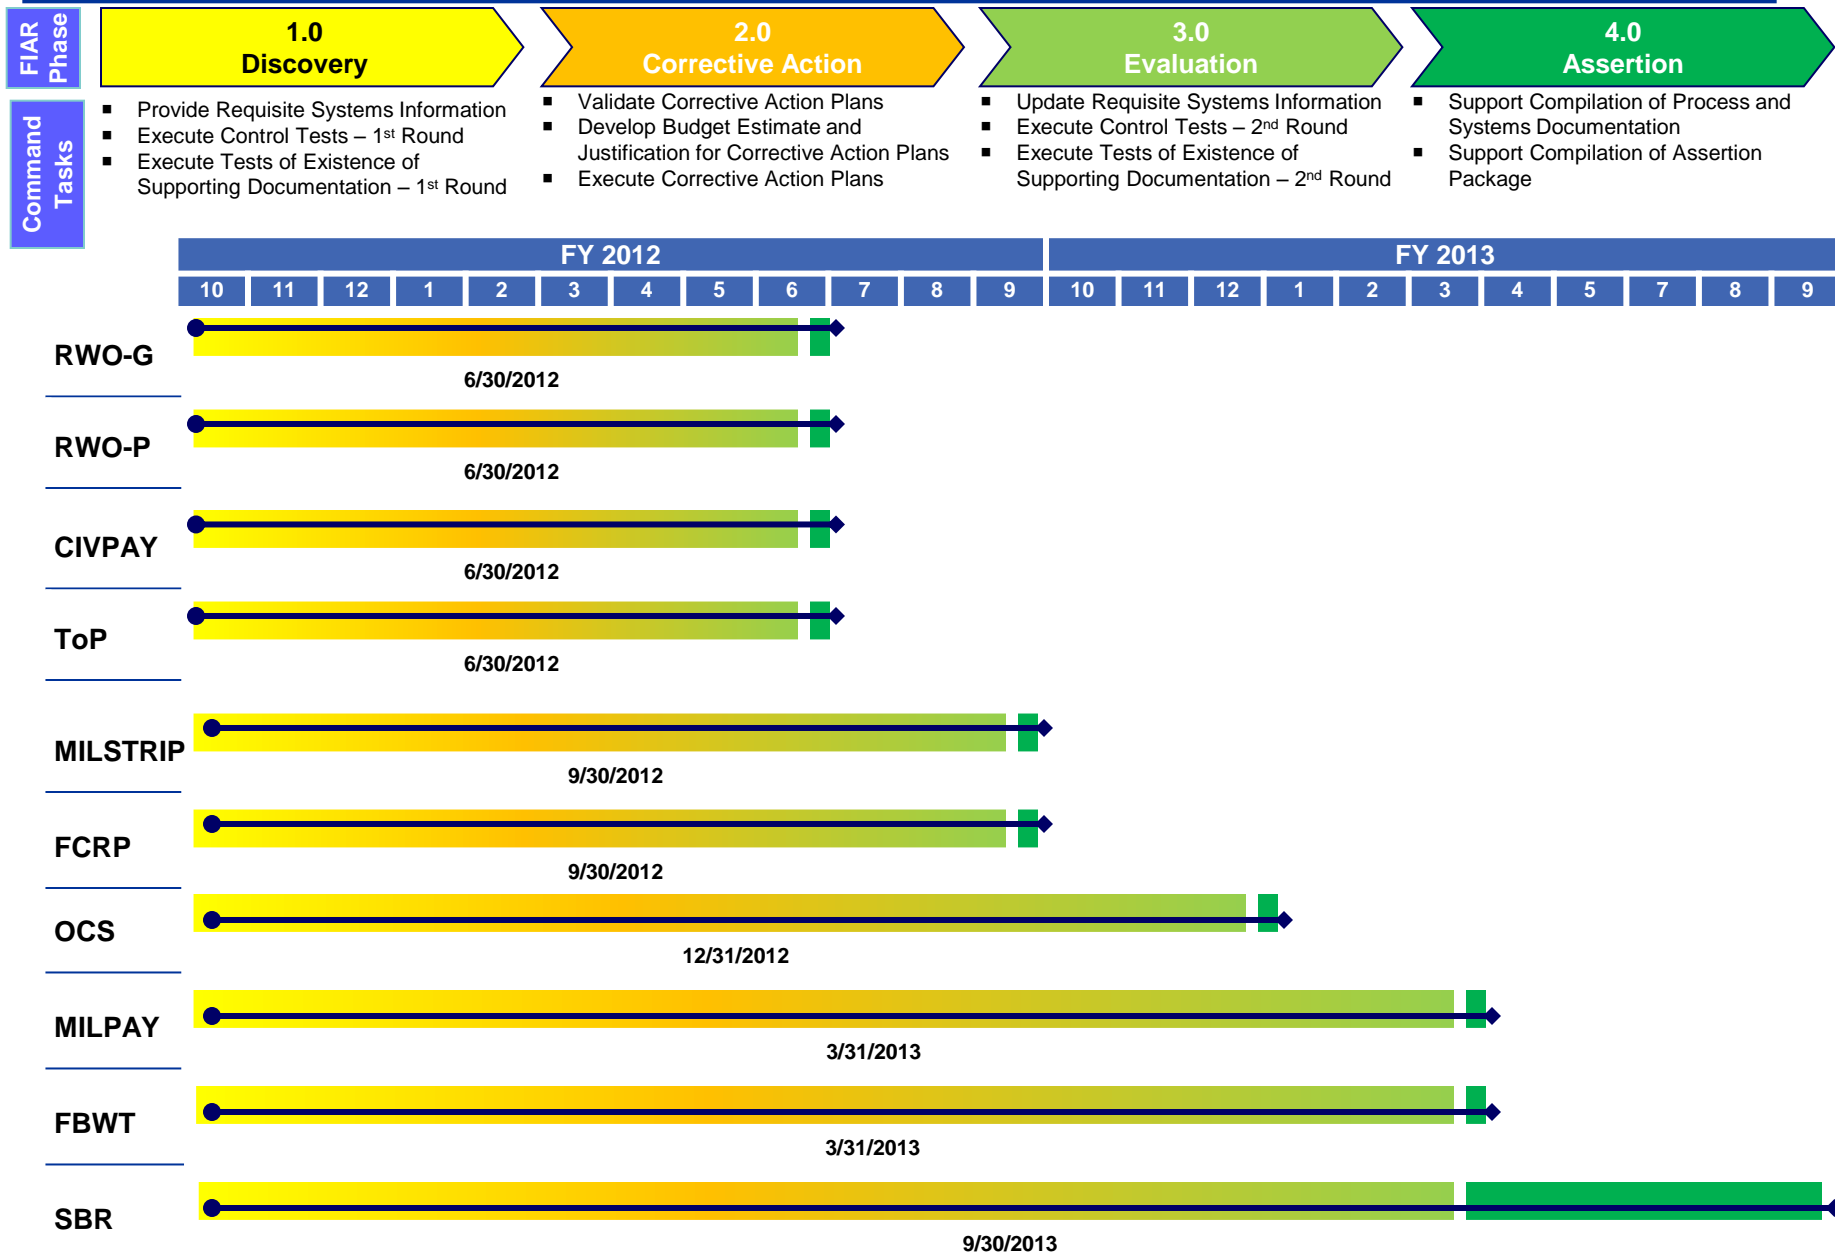 FIAR
Phase
1.0
Discovery
2.0
Corrective Action
3.0
Evaluation
4.0
Assertion
Command
Tasks
▪ Provide Requisite Systems Information
▪ Execute Control Tests – 1st Round
▪ Execute Tests of Existence of
Supporting Documentation – 1st Round
▪ Validate Corrective Action Plans
▪ Develop Budget Estimate and
Justification for Corrective Action Plans
▪ Execute Corrective Action Plans
▪ Update Requisite Systems Information
▪ Execute Control Tests – 2nd Round
▪ Execute Tests of Existence of
Supporting Documentation – 2nd Round
▪ Support Compilation of Process and
Systems Documentation
▪ Support Compilation of Assertion
Package
FY 2012 FY 2013
10 11 12 1 2 3 4 5 6 7 8 9 10 11 12 1 2 3 4 5 7 8 9
RWO-G
6/30/2012
RWO-P
6/30/2012
CIVPAY
6/30/2012
ToP
6/30/2012
MILSTRIP
9/30/2012
FCRP
9/30/2012
OCS
12/31/2012
MILPAY
3/31/2013
FBWT
3/31/2013
SBR
9/30/2013